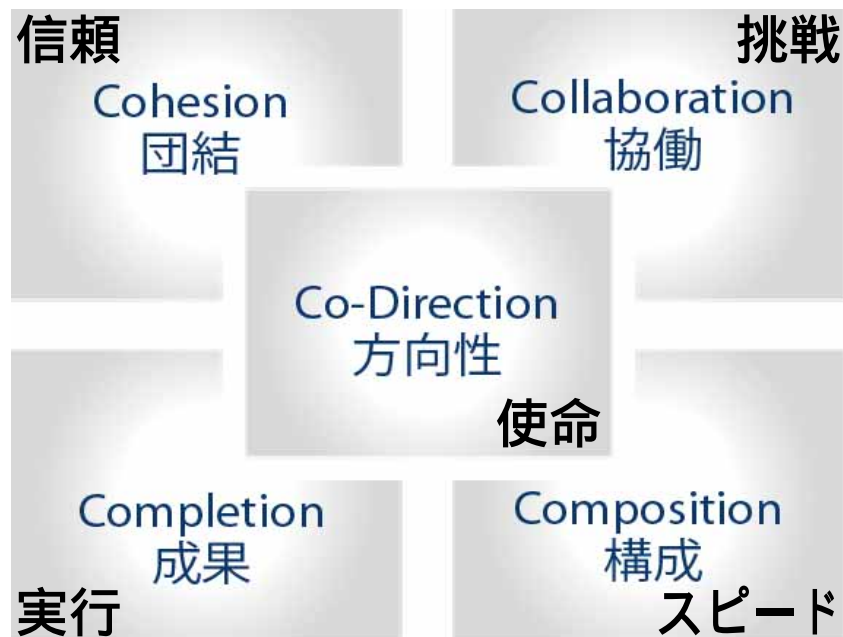 信頼
Cohesion
団結
挑戦
Collaboration
協働
Co-Direction
方向性
使命
Completion
成果
実行
Composition
構成
スピード